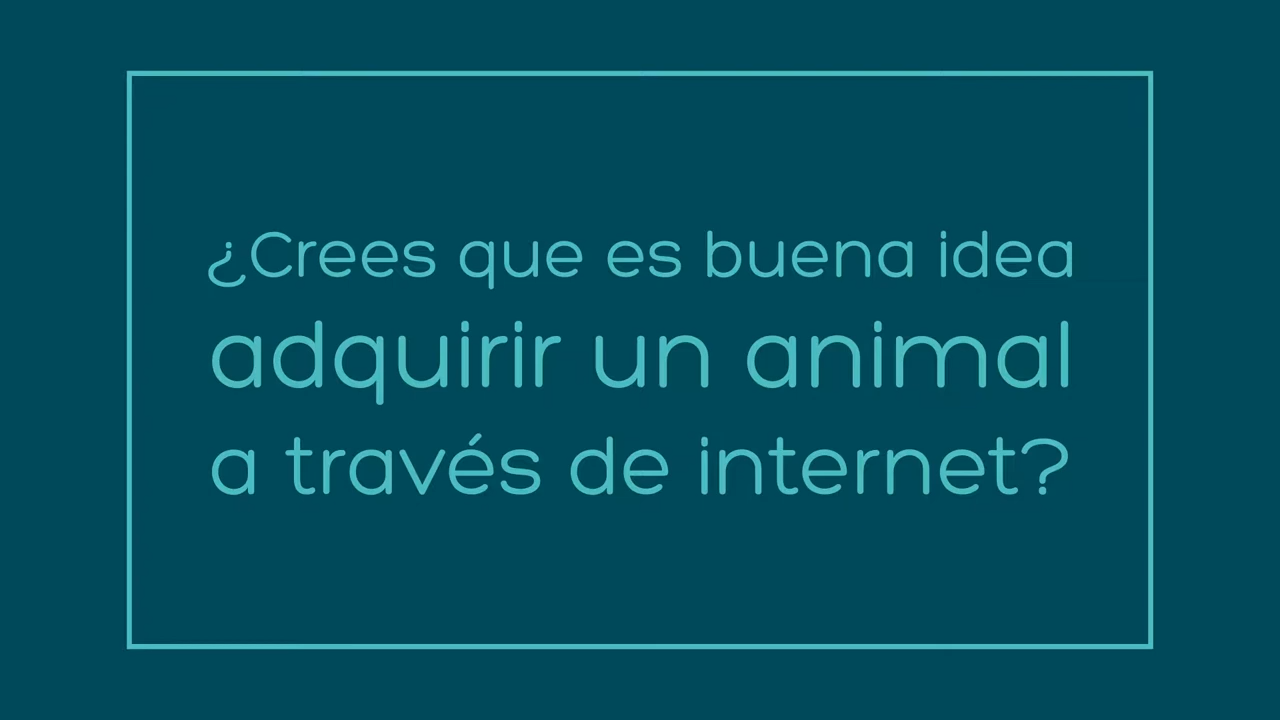 ¿Crees que es buena idea
adquirir un animal
a través de internet?